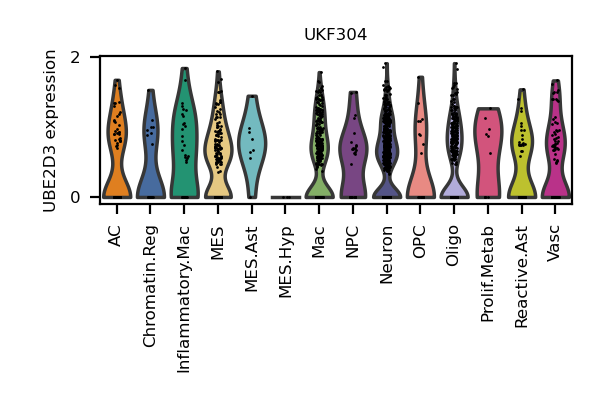 UKF304
UBE2D3 expression
2
0
AC
Chromatin.Reg
Inflammatory.Mac
MES
MES.Ast
MES.Hyp
Mac
NPC
Neuron
OPC
Oligo
Prolif.Metab
Reactive.Ast
Vasc